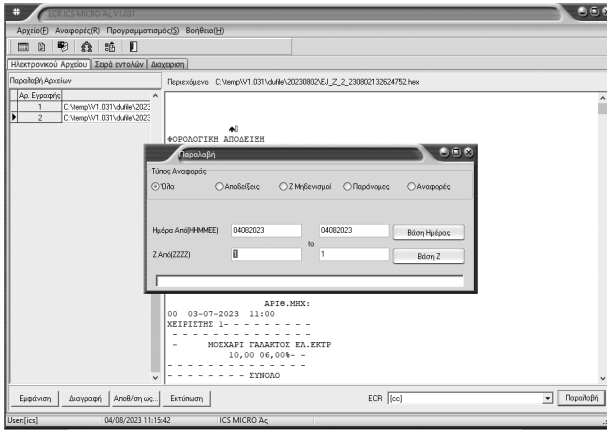 ECR ICS MICRO Άς,V1.031
Αρχείο(F) Αναφορές(R) Προγραμματισμός(S) Βοήθεια(H)
Ηλεκτρονικού Αρχείου Σειρά εντολών Διαχειριση
Παραλαβή Αρχείων
Περιεχόμενο C:\temp\V1.031\dufile\20230802\EJ_Z_2_230802132624752.hex
Αρ. Εγγραφής
1 C:\temp\V1.031\dufile\2023
2 C:\temp\V1.031\dufile\2023
ΦΟΡΟΛΟΓΙΚΗ ΑΠΟΔΕΙΞΗ
Παραλαβή
Τύπος Αναφοράς
Όλα Αποδείξεις Ζ Μηδενισμοί Παράνομες Αναφορές
Ημέρα Από(ΗΗΜΜΕΕ) 04082023 04082023 Βάση Ημέρας
to
Ζ Από(ΖΖΖΖ) 1 1 Βάση Ζ
ΑΡΙΘ.ΜΗΧ:
00 03-07-2023 11:00
ΧΕΙΡΙΣΤΗΣ 1- - - - - - - - -
- - - - - - - - - - - - - -
- ΜΟΣΧΑΡΙ ΓΑΛΑΚΤΟΣ ΕΛ.ΕΚΤΡ
10,00 06,00%- -
- - - - - - - - - - - - - -
- - - - - - - - ΣΥΝΟΛΟ
Εμφάνιση Διαγραφή Αποθ/ση ως... Εκτύπωση ECR [cc] Παραλαβή
User:[ics] 04/08/2023 11:15:42 ICS MICRO Άς